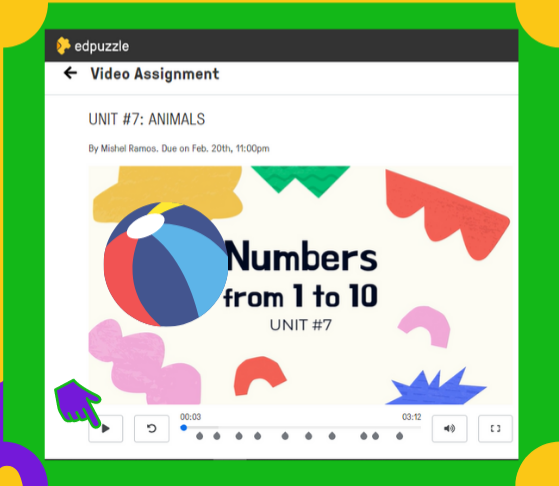 edpuzzle
Video Assignment
UNIT #7: ANIMALS
By Mishel Ramos. Due on Feb. 20th, 11:00pm
Numbers
from 1 to 10
UNIT #7
00:03 03:12